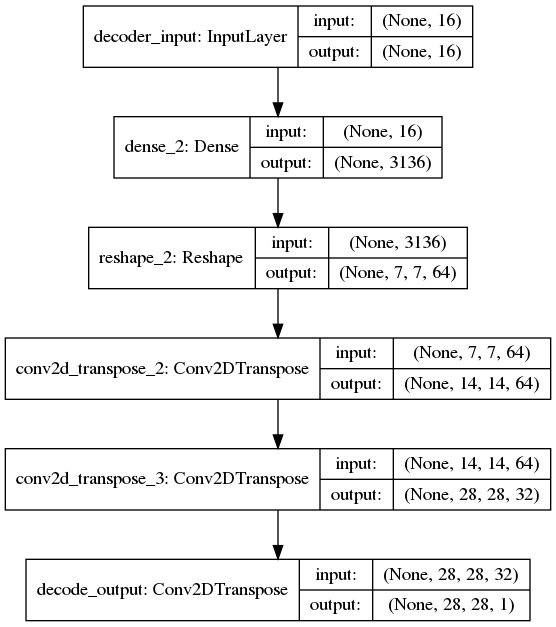 decoder_input: InputLayer
input: (None, 16)
output: (None, 16)
dense_2: Dense
input: (None, 16)
output: (None, 3136)
reshape_2: Reshape
input: (None, 3136)
output: (None, 7, 7, 64)
conv2d_transpose_2: Conv2DTranspose
input: (None, 7, 7, 64)
output: (None, 14, 14, 64)
conv2d_transpose_3: Conv2DTranspose
input: (None, 14, 14, 64)
output: (None, 28, 28, 32)
decode_output: Conv2DTranspose
input: (None, 28, 28, 32)
output: (None, 28, 28, 1)